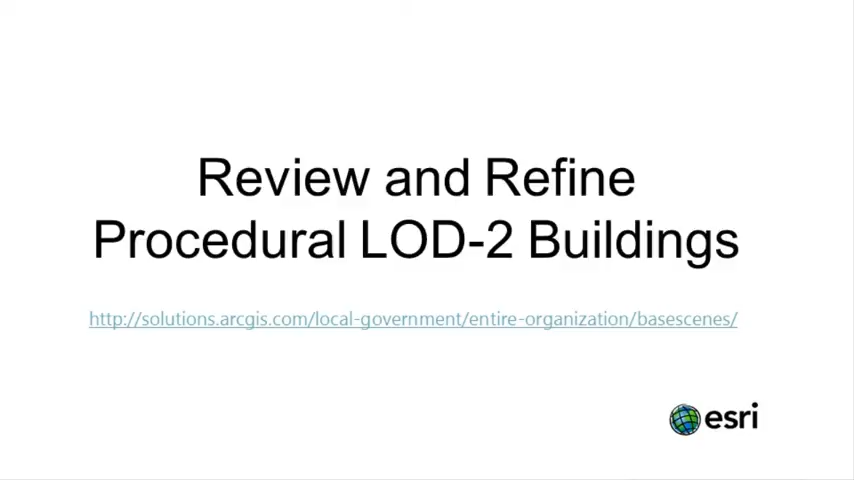 Review and Refine
Procedural LOD-2 Buildings
http://solutions.arcgis.com/local-government/entire-organization/basescenes/
esri